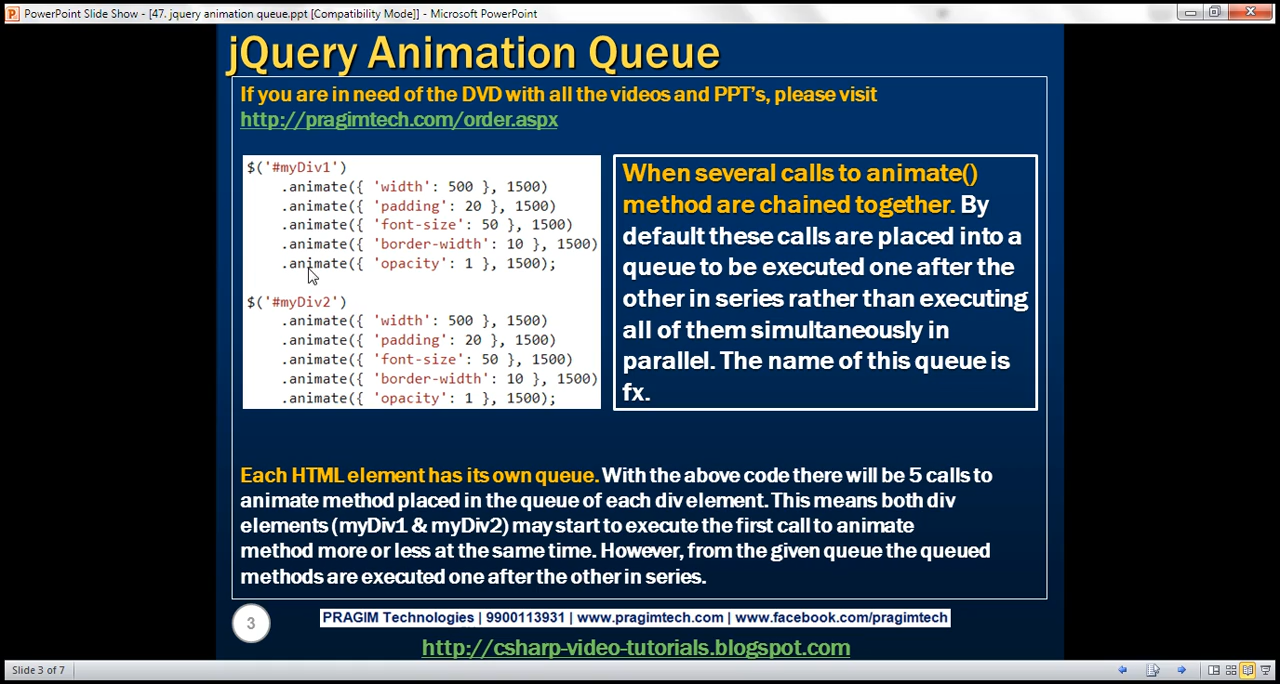 PowerPoint Slide Show - [47. jquery animation queue.ppt [Compatibility Mode]] - Microsoft PowerPoint
jQuery Animation Queue
If you are in need of the DVD with all the videos and PPT's, please visit
http://pragimtech.com/order.aspx
$('#myDiv1')
.animate({ 'width': 500 }, 1500)
.animate({ 'padding': 20 }, 1500)
.animate({ 'font-size': 50 }, 1500)
.animate({ 'border-width': 10 }, 1500)
.animate({ 'opacity': 1 }, 1500);
$('#myDiv2')
.animate({ 'width': 500 }, 1500)
.animate({ 'padding': 20 }, 1500)
.animate({ 'font-size': 50 }, 1500)
.animate({ 'border-width': 10 }, 1500)
.animate({ 'opacity': 1 }, 1500);
When several calls to animate()
method are chained together. By
default these calls are placed into a
queue to be executed one after the
other in series rather than executing
all of them simultaneously in
parallel. The name of this queue is
fx.
Each HTML element has its own queue. With the above code there will be 5 calls to
animate method placed in the queue of each div element. This means both div
elements (myDiv1 & myDiv2) may start to execute the first call to animate
method more or less at the same time. However, from the given queue the queued
methods are executed one after the other in series.
3
PRAGIM Technologies | 9900113931 | www.pragimtech.com | www.facebook.com/pragimtech
http://csharp-video-tutorials.blogspot.com
Slide 3 of 7